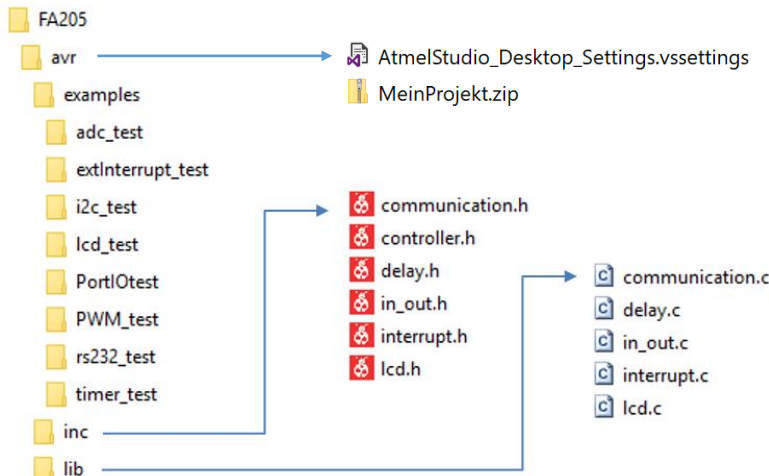 FA205
avr
AtmelStudio_Desktop_Settings.vssettings
MeinProjekt.zip
examples
adc_test
extInterrupt_test
i2c_test
lcd_test
PortIOtest
PWM_test
rs232_test
timer_test
inc
lib
communication.h
controller.h
delay.h
in_out.h
interrupt.h
lcd.h
communication.c
delay.c
in_out.c
interrupt.c
lcd.c